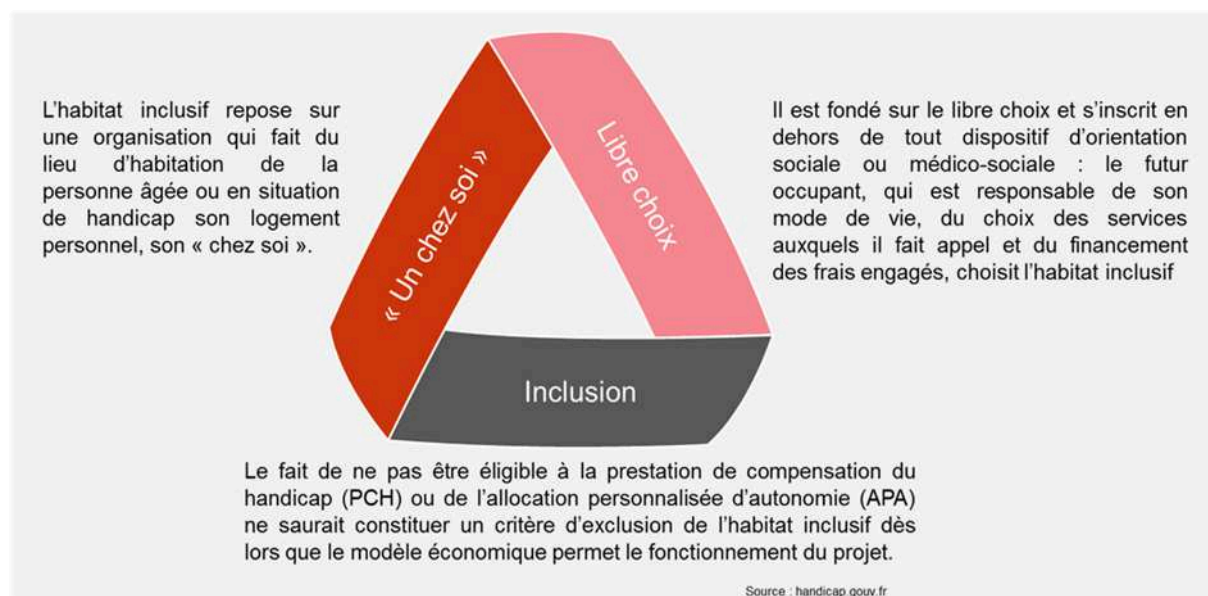 L'habitat inclusif repose sur
une organisation qui fait du
lieu d'habitation de la
personne âgée ou en situation
de handicap son logement
personnel, son « chez soi ».
« Un chez soi »
Libre choix
Il est fondé sur le libre choix et s'inscrit en
dehors de tout dispositif d'orientation
sociale ou médico-sociale : le futur
occupant, qui est responsable de son
mode de vie, du choix des services
auxquels il fait appel et du financement
des frais engagés, choisit l'habitat inclusif
Inclusion
Le fait de ne pas être éligible à la prestation de compensation du
handicap (PCH) ou de l'allocation personnalisée d'autonomie (APA)
ne saurait constituer un critère d'exclusion de l'habitat inclusif dès
lors que le modèle économique permet le fonctionnement du projet.
Source : handicap.gouv.fr